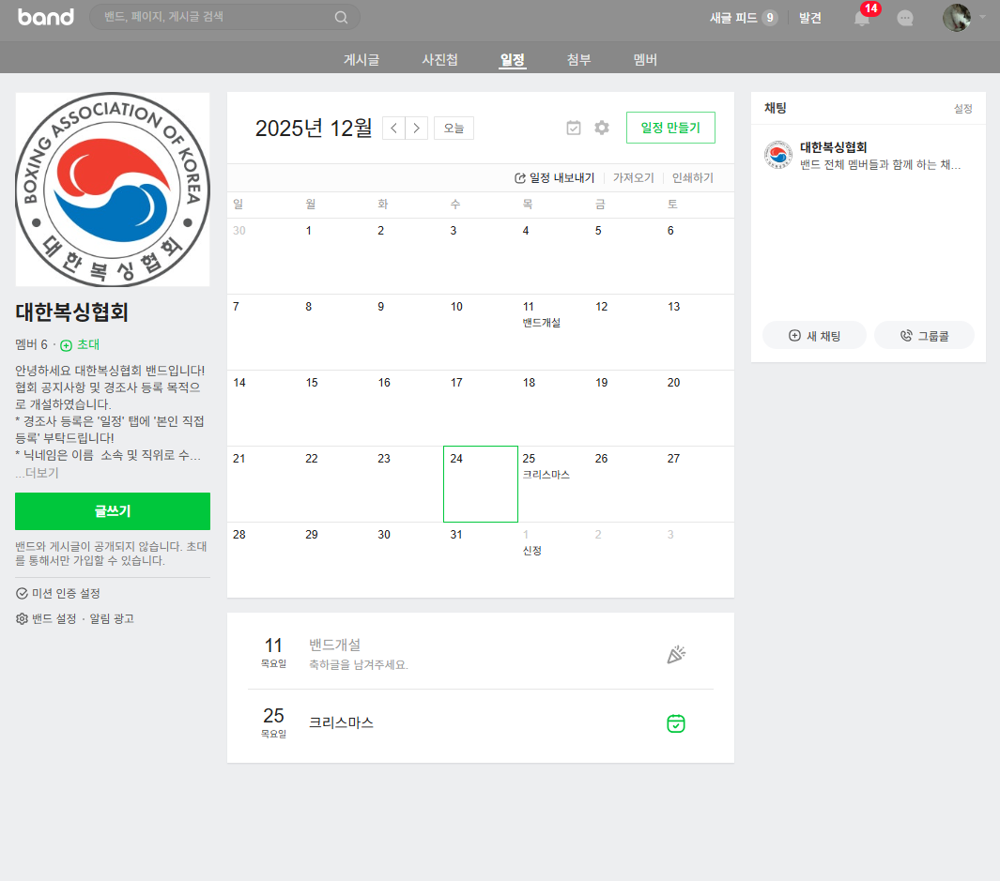 band
밴드, 페이지, 게시글 검색
새글 피드 9
발견
14
게시글
사진첩
일정
첨부
멤버
BOXING ASSOCIATION OF KOREA
대한복싱협회
대한복싱협회
멤버 6 · 초대
안녕하세요 대한복싱협회 밴드입니다!
협회 공지사항 및 경조사 등록 목적으
로 개설하였습니다.
* 경조사 등록은 '일정' 탭에 '본인 직접
등록' 부탁드립니다!
* 닉네임은 이름  소속 및 직위로 수...
...더보기
글쓰기
밴드와 게시글이 공개되지 않습니다. 초대
를 통해서만 가입할 수 있습니다.
미션 인증 설정
밴드 설정 · 알림 광고
2025년 12월
오늘
일정 만들기
일정 내보내기
가져오기
인쇄하기
일 월 화 수 목 금 토
30 1 2 3 4 5 6
7 8 9 10 11 12 13
밴드개설
14 15 16 17 18 19 20
21 22 23 24 25 26 27
크리스마스
28 29 30 31 1 2 3
신정
11
목요일
밴드개설
축하글을 남겨주세요.
25
목요일
크리스마스
채팅
설정
대한복싱협회
밴드 전체 멤버들과 함께 하는 채...
새 채팅
그룹콜